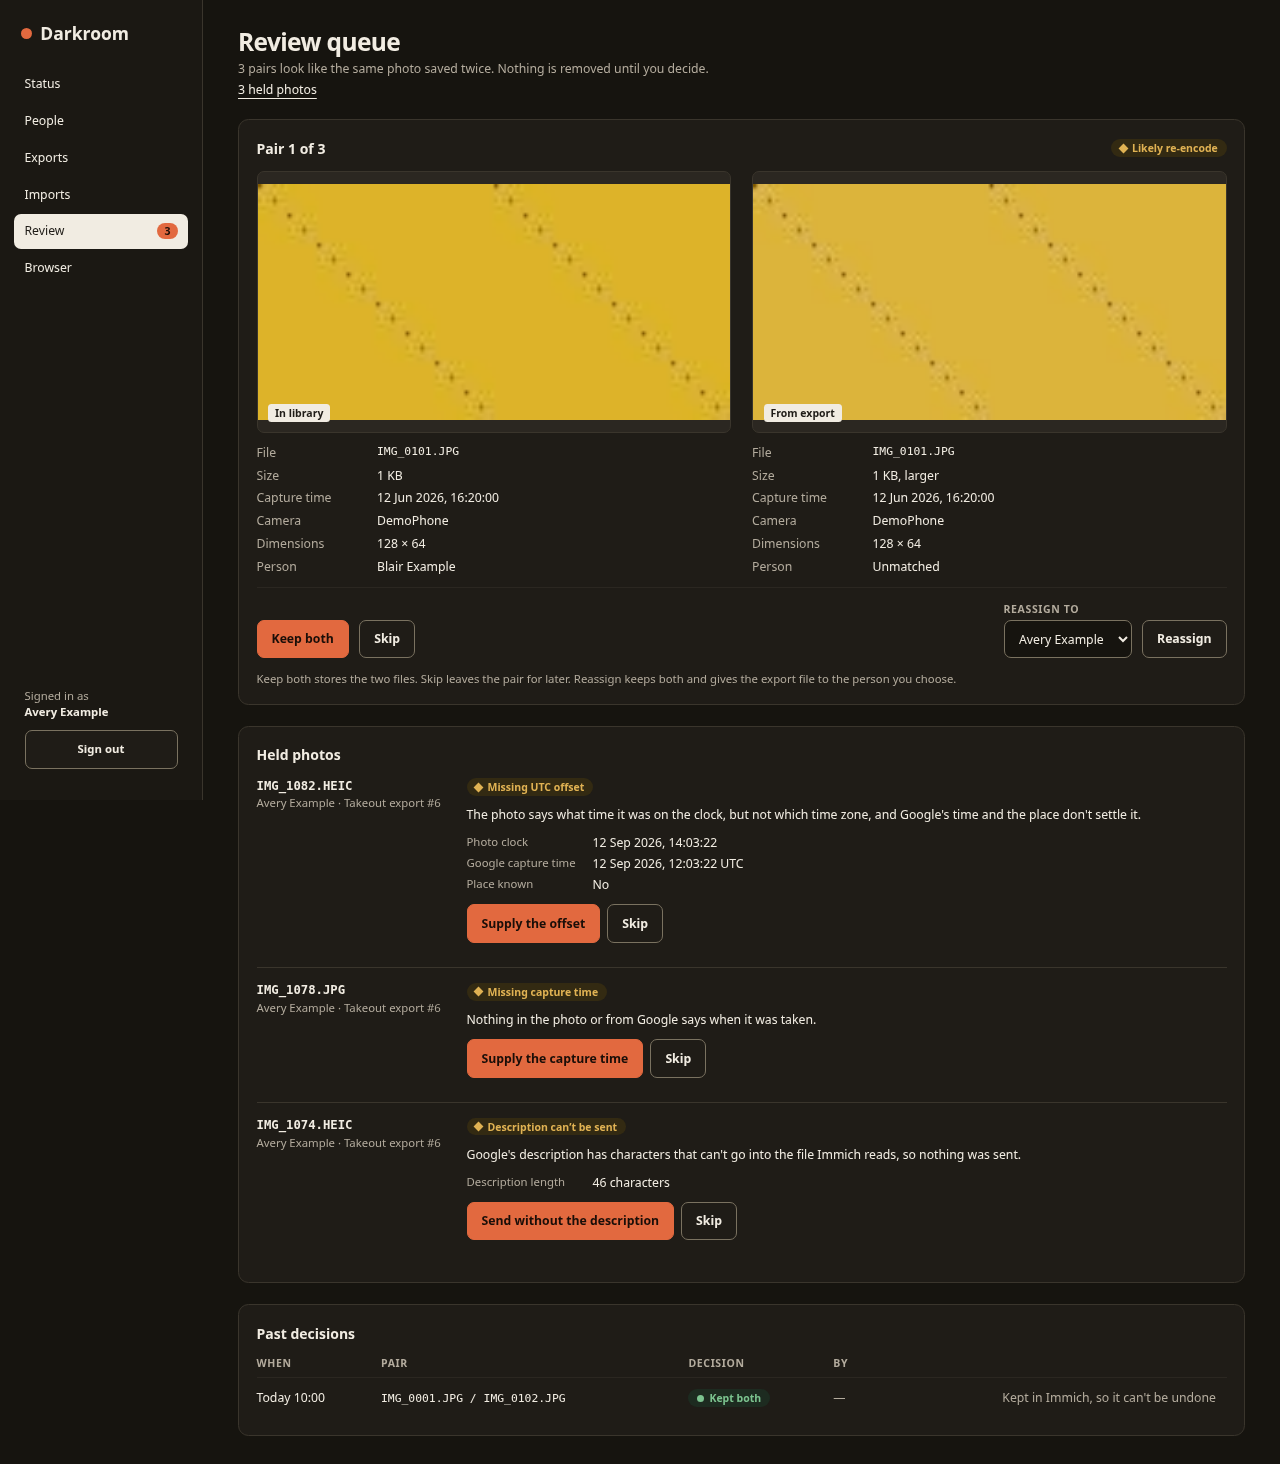 Darkroom
Status
People
Exports
Imports
Review 3
Browser
Signed in as
Avery Example
Sign out
Review queue
3 pairs look like the same photo saved twice. Nothing is removed until you decide.
3 held photos
Pair 1 of 3
Likely re-encode
In library
File IMG_0101.JPG
Size 1 KB
Capture time 12 Jun 2026, 16:20:00
Camera DemoPhone
Dimensions 128 × 64
Person Blair Example
From export
File IMG_0101.JPG
Size 1 KB, larger
Capture time 12 Jun 2026, 16:20:00
Camera DemoPhone
Dimensions 128 × 64
Person Unmatched
Keep both
Skip
REASSIGN TO
Avery Example
Reassign
Keep both stores the two files. Skip leaves the pair for later. Reassign keeps both and gives the export file to the person you choose.
Held photos
IMG_1082.HEIC
Avery Example · Takeout export #6
Missing UTC offset
The photo says what time it was on the clock, but not which time zone, and Google's time and the place don't settle it.
Photo clock 12 Sep 2026, 14:03:22
Google capture time 12 Sep 2026, 12:03:22 UTC
Place known No
Supply the offset
Skip
IMG_1078.JPG
Avery Example · Takeout export #6
Missing capture time
Nothing in the photo or from Google says when it was taken.
Supply the capture time
Skip
IMG_1074.HEIC
Avery Example · Takeout export #6
Description can’t be sent
Google's description has characters that can't go into the file Immich reads, so nothing was sent.
Description length 46 characters
Send without the description
Skip
Past decisions
WHEN PAIR DECISION BY
Today 10:00 IMG_0001.JPG / IMG_0102.JPG Kept both — Kept in Immich, so it can't be undone